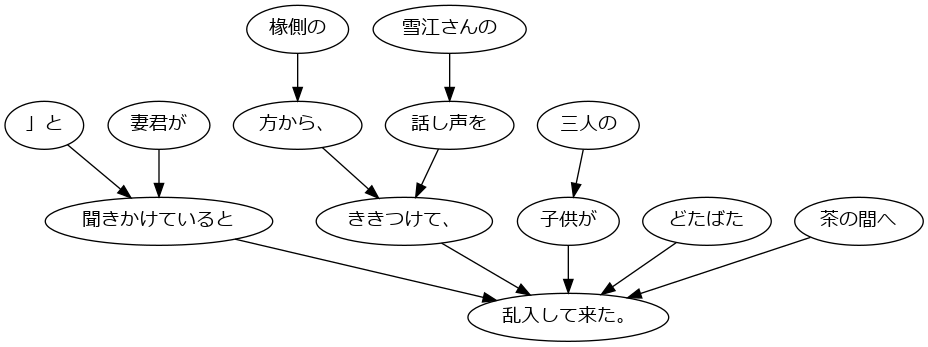 椽側の
雪江さんの
」と
妻君が
方から、
話し声を
三人の
聞きかけていると
ききつけて、
子供が
どたばた
茶の間へ
乱入して来た。